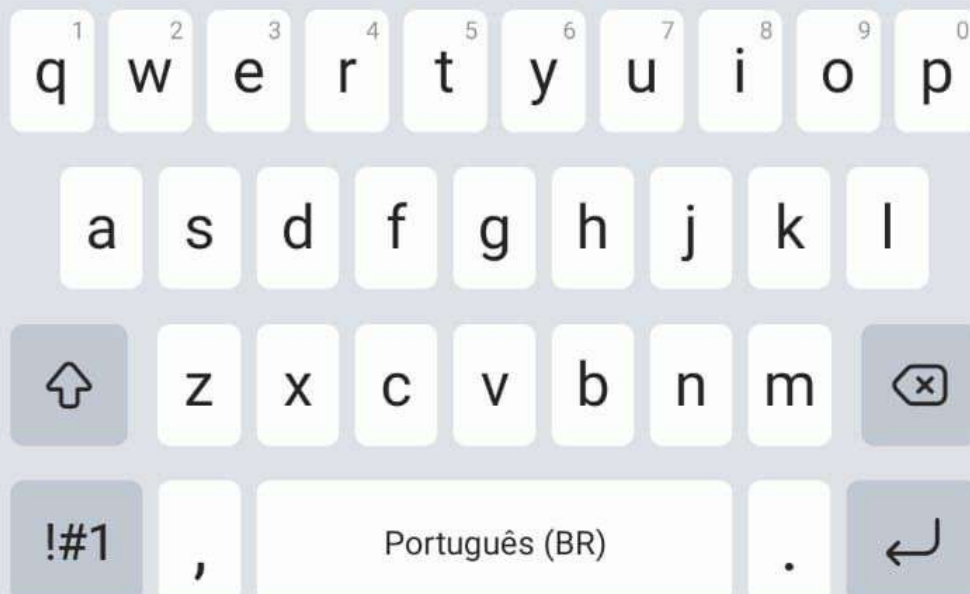 1 2 3 4 5 6 7 8 9 0
q w e r t y u i o p
a s d f g h j k l
z x c v b n m
!#1 , Português (BR) .